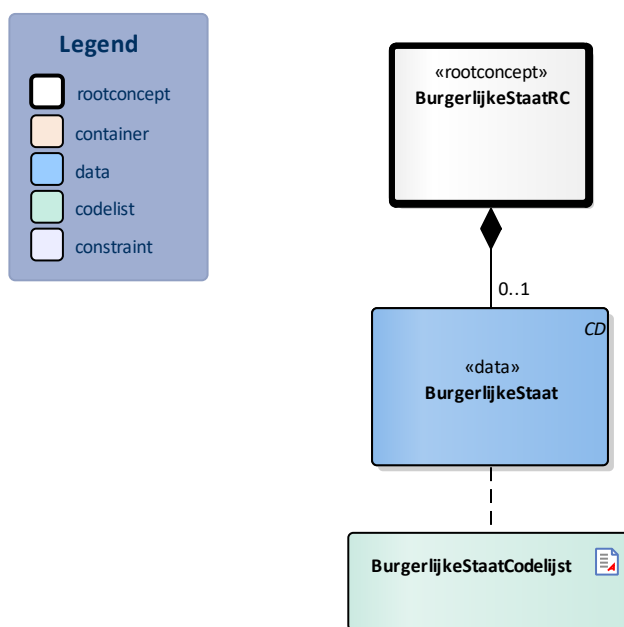 Legend
rootconcept
container
data
codelist
constraint
«rootconcept»
BurgerlijkeStaatRC
0..1
CD
«data»
BurgerlijkeStaat
BurgerlijkeStaatCodelijst